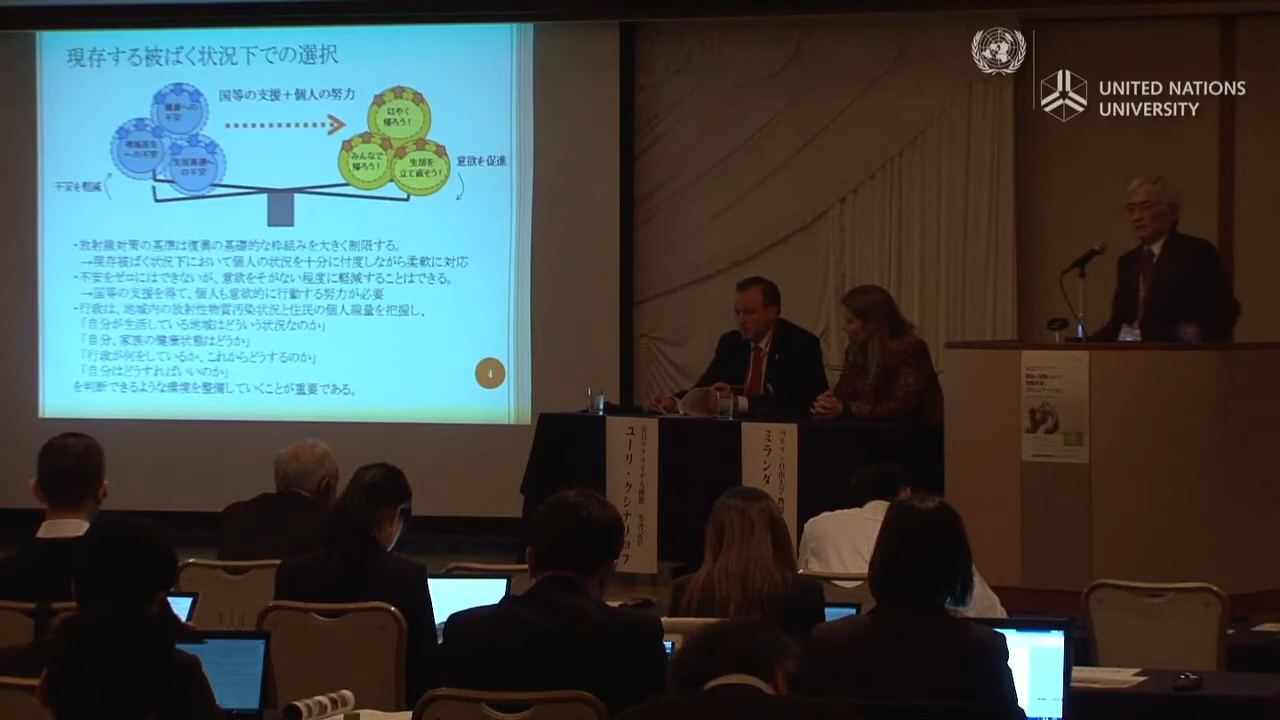 現存する被ばく状況下での選択
国等の支援＋個人の努力
健康への
不安
への不安
生活基盤へ
の不安
はやく
帰ろう!
みんなで
帰ろう!
生活を
立て直そう!
不安を軽減
意欲を促進
・放射線対策の基準は復興の基礎的な枠組みを大きく制限する。
→現存被ばく状況下において個人の状況を十分に忖度しながら柔軟に対応
・不安をゼロにはできないが、意欲をそがない程度に軽減することはできる。
→国等の支援を得て、個人も意欲的に行動する努力が必要
・行政は、地域内の放射性物質汚染状況と住民の個人線量を把握し、
「自分が生活している地域はどういう状況なのか」
「自分、家族の健康状態はどうか」
「行政が何をしているか、これからどうするのか」
「自分はどうすればいいのか」
を判断できるような環境を整備していくことが重要である。
4
UNITED NATIONS
UNIVERSITY
ユーリ・クシナリョフ
ベルリン自由大学
ミランダ